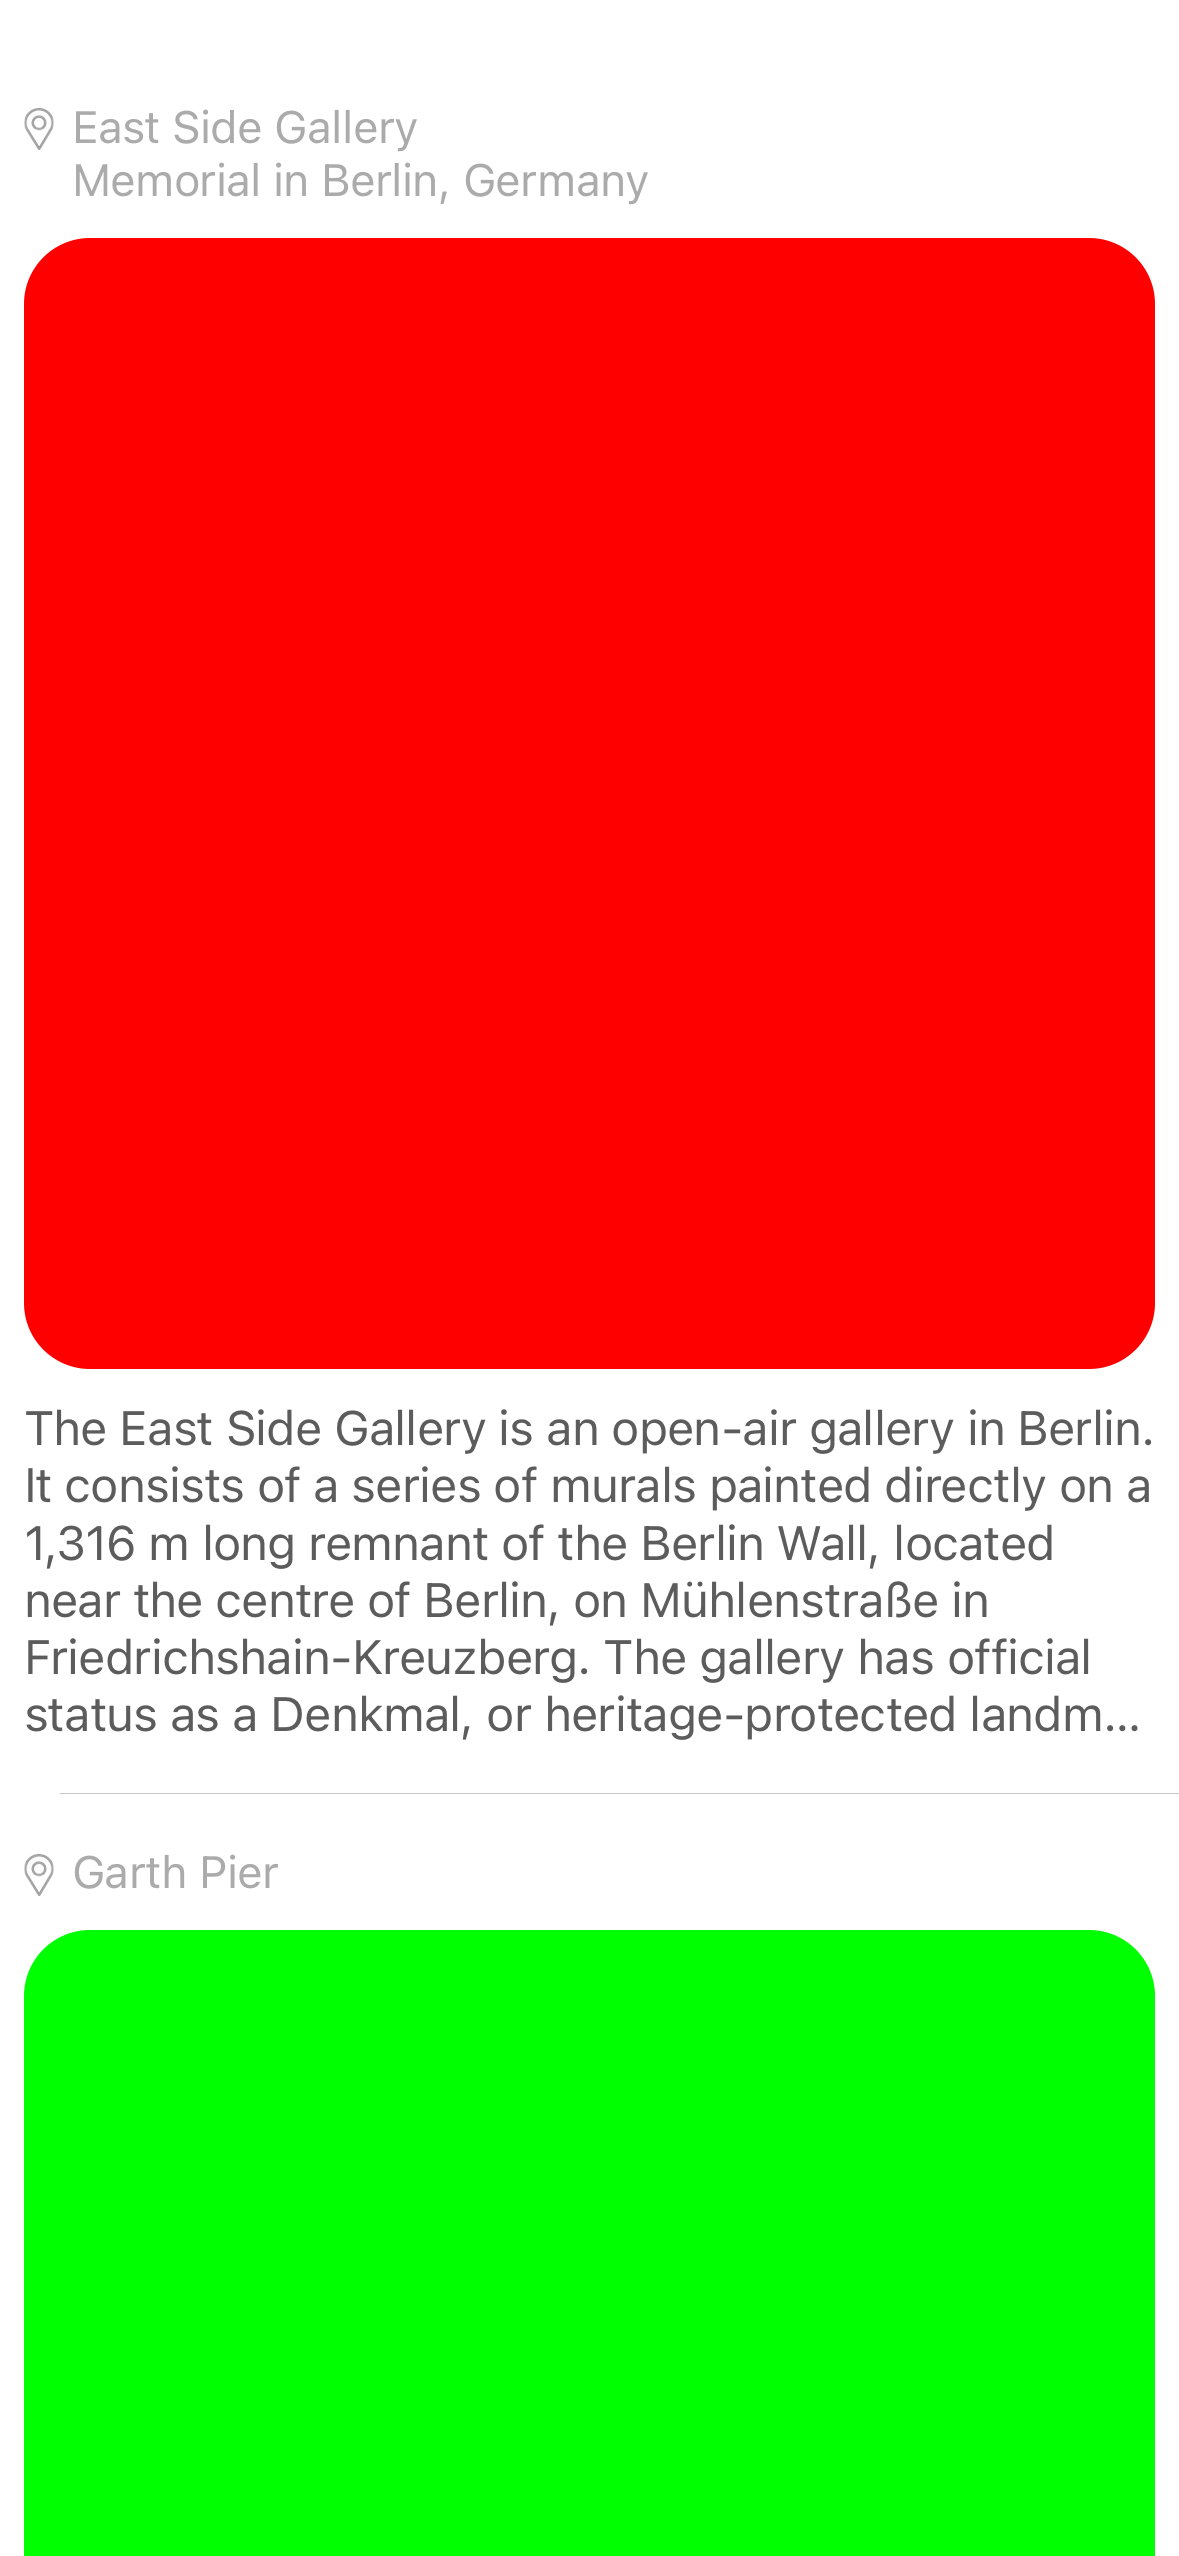 East Side Gallery
Memorial in Berlin, Germany
The East Side Gallery is an open-air gallery in Berlin.
It consists of a series of murals painted directly on a
1,316 m long remnant of the Berlin Wall, located
near the centre of Berlin, on Mühlenstraße in
Friedrichshain-Kreuzberg. The gallery has official
status as a Denkmal, or heritage-protected landm...
Garth Pier